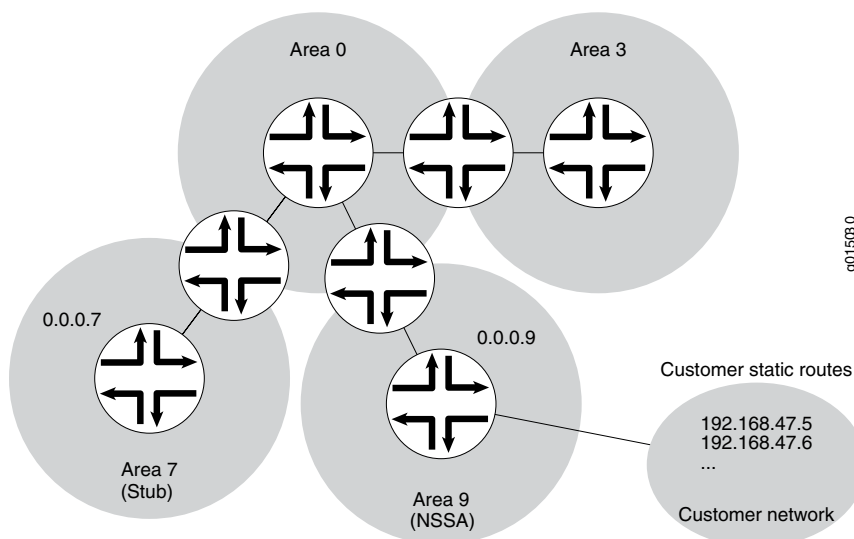 Area 0
Area 3
g015030
0.0.0.7
0.0.0.9
Customer static routes
192.168.47.5
192.168.47.6
...
Area 7
(Stub)
Area 9
(NSSA)
Customer network